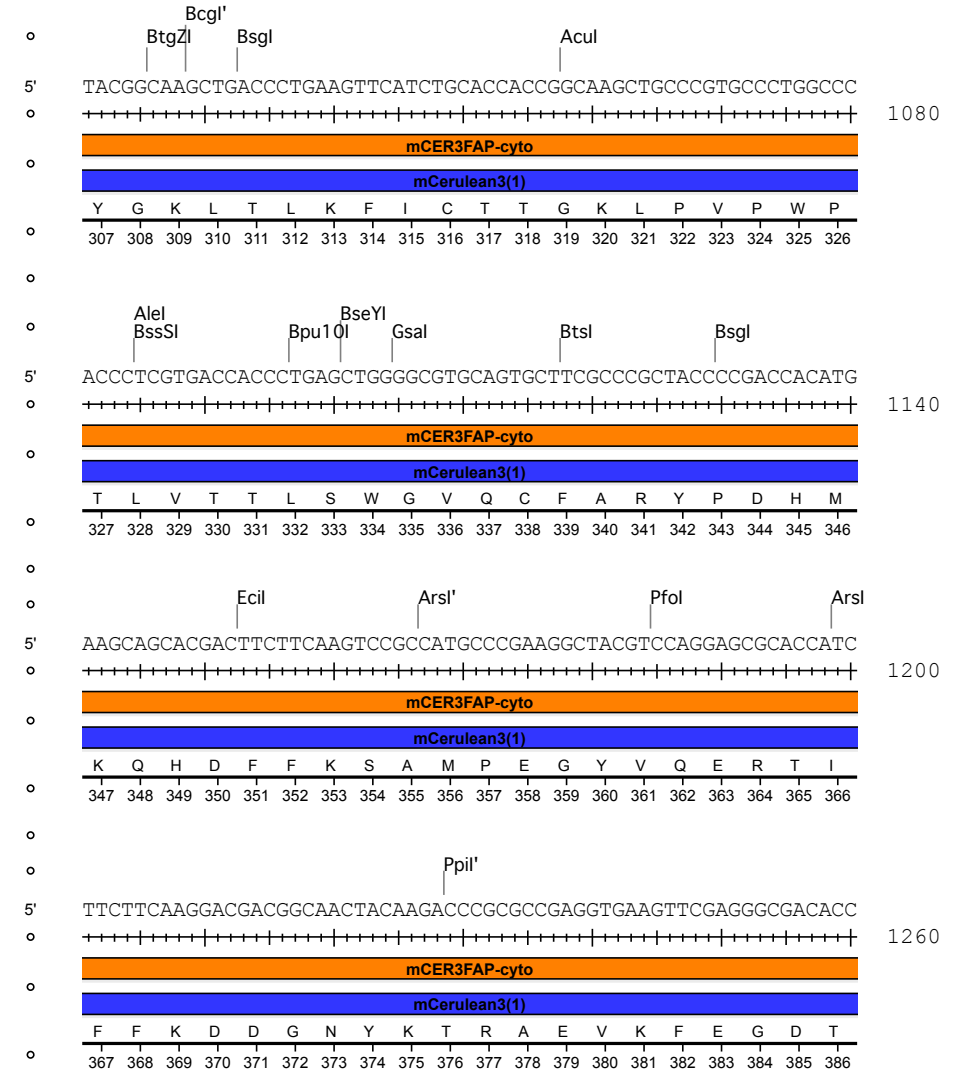 BcgI'
BtgZI BsgI AcuI
5' TACGGCAAGCTGACCCTGAAGTTCATCTGCACCACCGGCAAGCTGCCCGTGCCCTGGCCC
1080
mCER3FAP-cyto
mCerulean3(1)
Y G K L T L K F I C T T G K L P V P W P
307 308 309 310 311 312 313 314 315 316 317 318 319 320 321 322 323 324 325 326
AleI BseYI
BssSI Bpu10I GsaI BtsI BsgI
5' ACCCTCGTGACCACCCTGAGCTGGGGCGTGCAGTGCTTCGCCCGCTACCCCGACCACATG
1140
mCER3FAP-cyto
mCerulean3(1)
T L V T T L S W G V Q C F A R Y P D H M
327 328 329 330 331 332 333 334 335 336 337 338 339 340 341 342 343 344 345 346
EciI ArsI' PfoI ArsI
5' AAGCAGCACGACTTCTTCAAGTCCGCCATGCCCGAAGGCTACGTCCAGGAGCGCACCATC
1200
mCER3FAP-cyto
mCerulean3(1)
K Q H D F F K S A M P E G Y V Q E R T I
347 348 349 350 351 352 353 354 355 356 357 358 359 360 361 362 363 364 365 366
PpiI'
5' TTCTTCAAGGACGACGGCAACTACAAGACCCGCGCCGAGGTGAAGTTCGAGGGCGACACC
1260
mCER3FAP-cyto
mCerulean3(1)
F F K D D G N Y K T R A E V K F E G D T
367 368 369 370 371 372 373 374 375 376 377 378 379 380 381 382 383 384 385 386